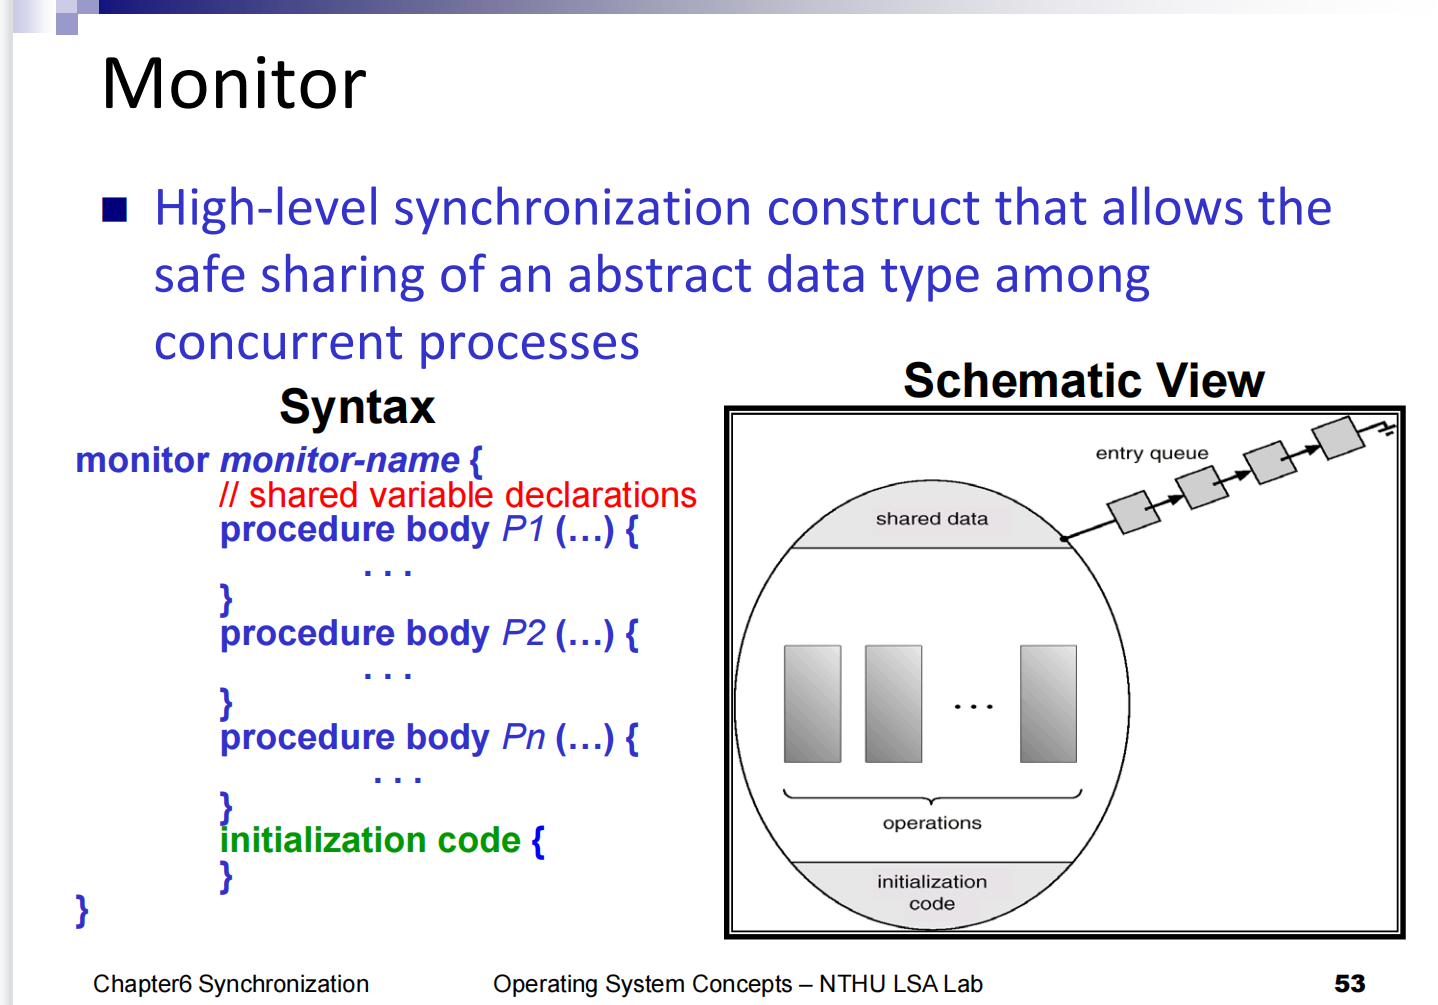 Monitor
High-level synchronization construct that allows the
safe sharing of an abstract data type among
concurrent processes
Syntax
monitor monitor-name {
// shared variable declarations
procedure body P1 (…) {
. . .
}
procedure body P2 (…) {
. . .
}
procedure body Pn (…) {
. . .
}
initialization code {
}
}
Schematic View
entry queue
shared data
. . .
operations
initialization
code
Chapter6 Synchronization
Operating System Concepts – NTHU LSA Lab
53